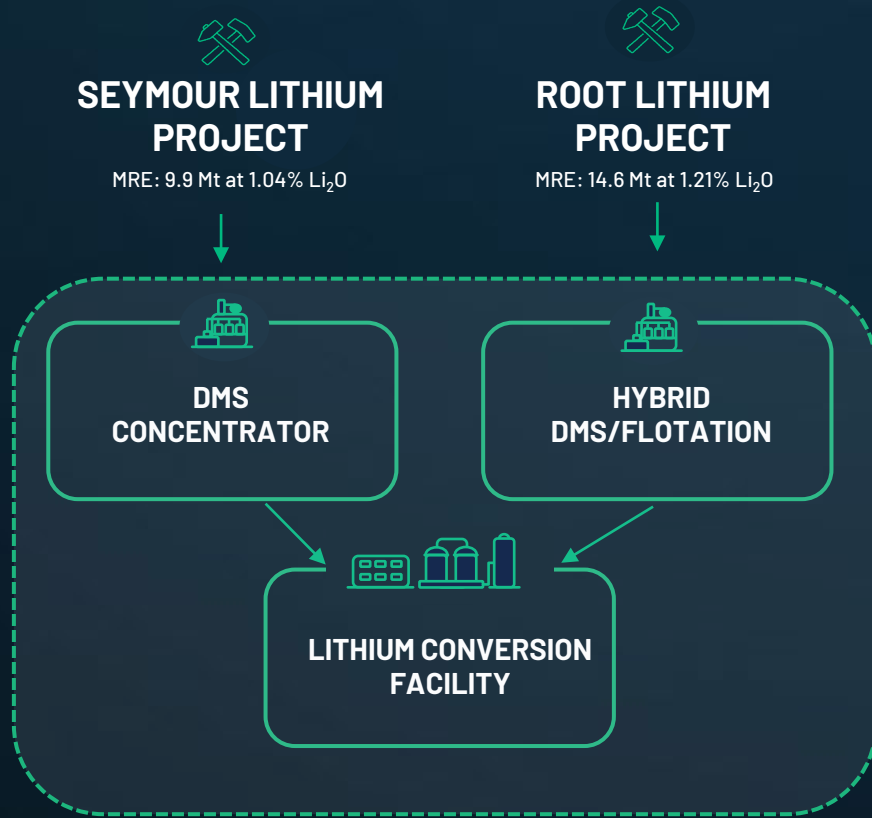 SEYMOUR LITHIUM
PROJECT
MRE: 9.9 Mt at 1.04% Li₂O
ROOT LITHIUM
PROJECT
MRE: 14.6 Mt at 1.21% Li₂O
DMS
CONCENTRATOR
HYBRID
DMS/FLOTATION
LITHIUM CONVERSION
FACILITY